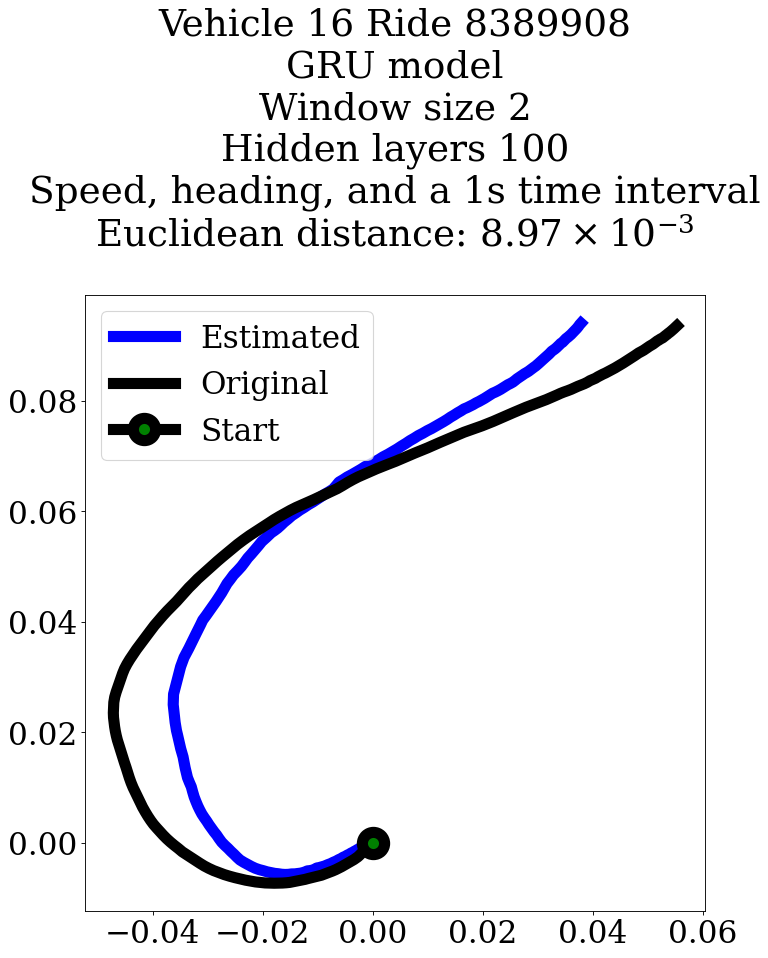 Vehicle 16 Ride 8389908
GRU model
Window size 2
Hidden layers 100
Speed, heading, and a 1s time interval
Euclidean distance: 8.97 × 10⁻³
Estimated
Original
Start
0.08
0.06
0.04
0.02
0.00
−0.04 −0.02 0.00 0.02 0.04 0.06